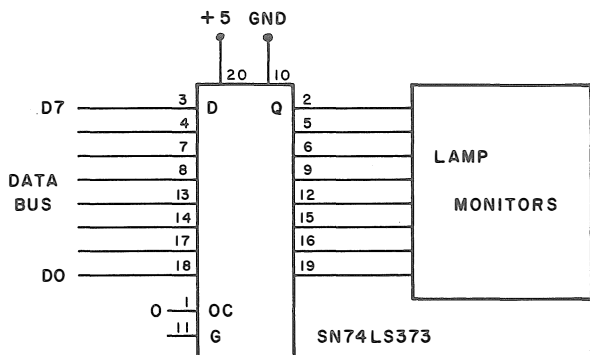 +5 GND
20 10
D7 3 D Q 2
4 5
7 6
8 9
LAMP
DATA
BUS
13 12
MONITORS
14 15
17 16
D0 18 19
0 1 OC
11 G
SN74LS373